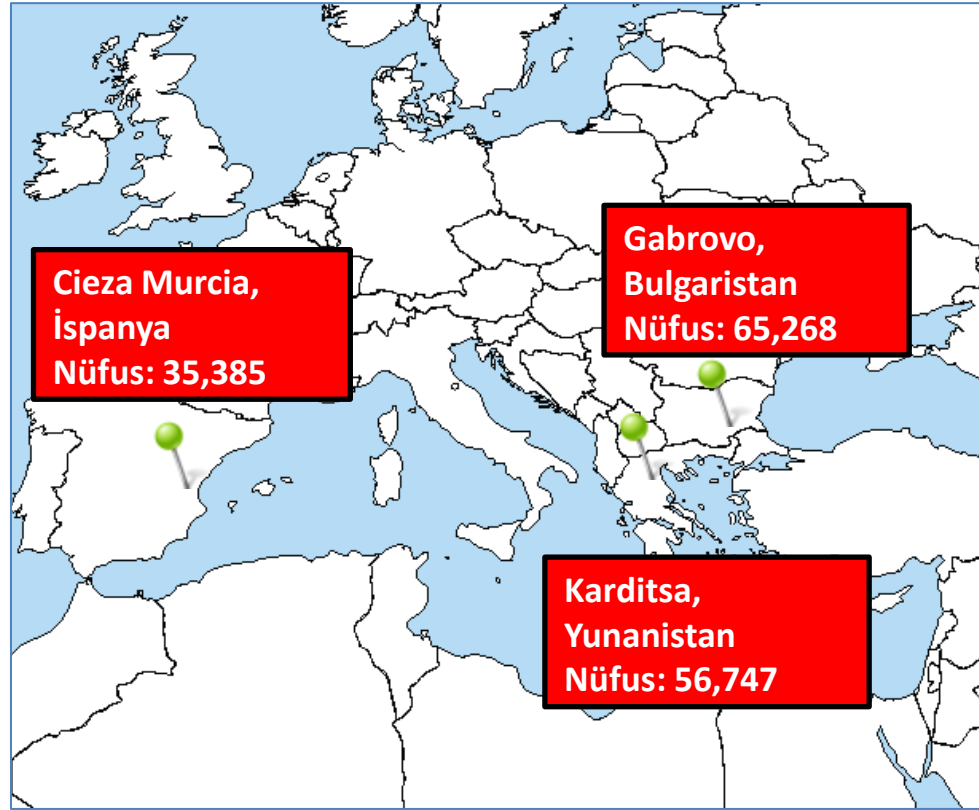 Cieza Murcia,
İspanya
Nüfus: 35,385
Gabrovo,
Bulgaristan
Nüfus: 65,268
Karditsa,
Yunanistan
Nüfus: 56,747